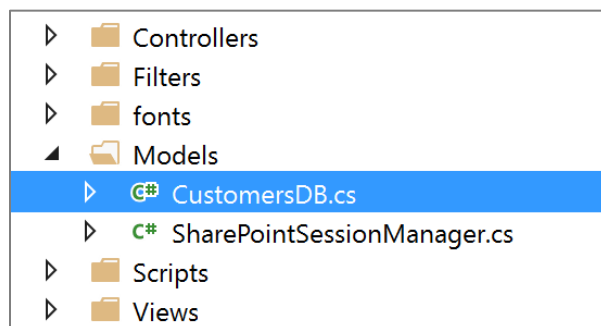 Controllers
Filters
fonts
Models
C# CustomersDB.cs
C# SharePointSessionManager.cs
Scripts
Views